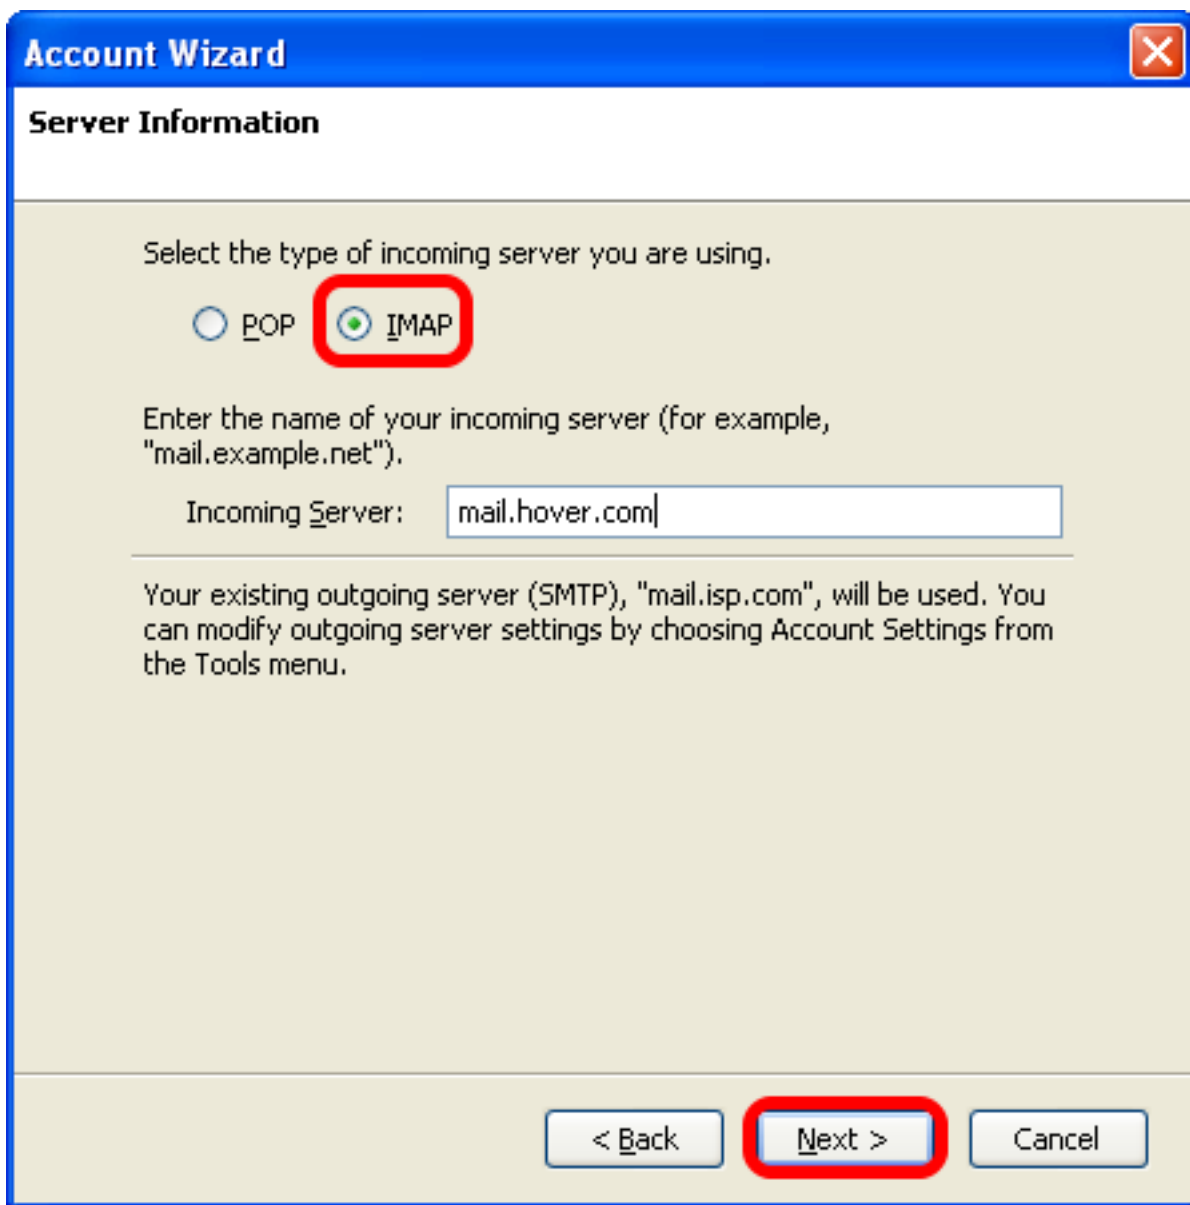 Account Wizard
Server Information
Select the type of incoming server you are using.
POP IMAP
Enter the name of your incoming server (for example,
"mail.example.net").
Incoming Server: mail.hover.com
Your existing outgoing server (SMTP), "mail.isp.com", will be used. You
can modify outgoing server settings by choosing Account Settings from
the Tools menu.
< Back Next > Cancel